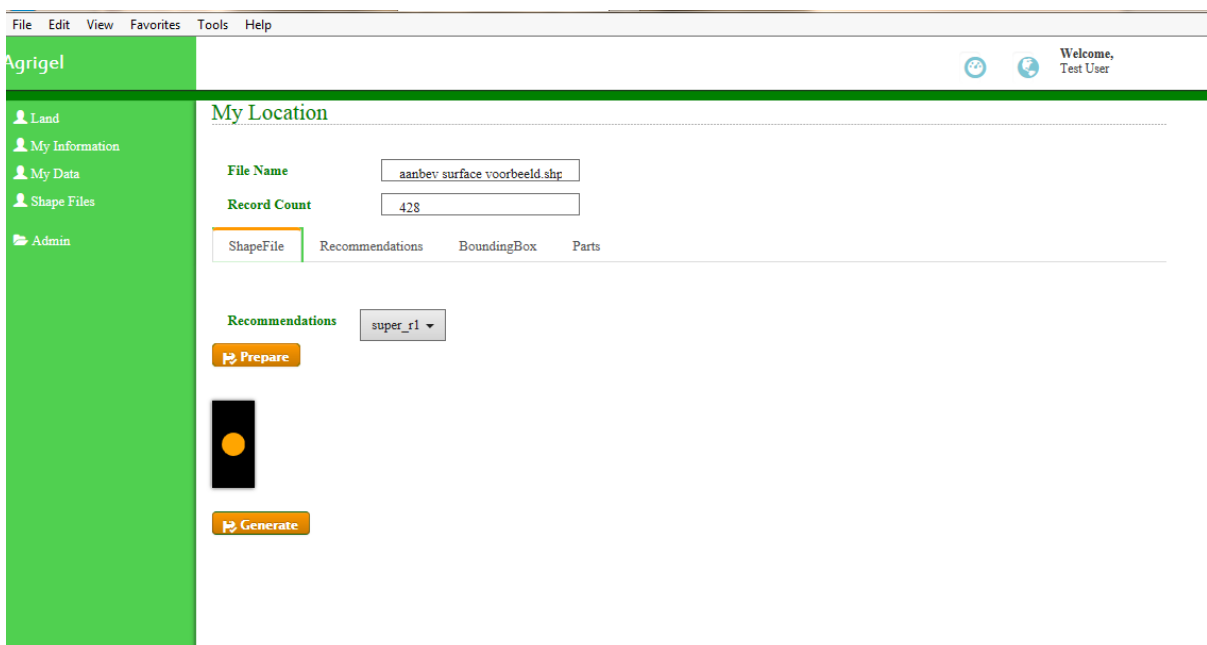 File Edit View Favorites Tools Help
Agrigel
Welcome,
Test User
Land
My Information
My Data
Shape Files
Admin
My Location
File Name aanbev surface voorbeeld.shp
Record Count 428
ShapeFile Recommendations BoundingBox Parts
Recommendations super_r1
Prepare
Generate